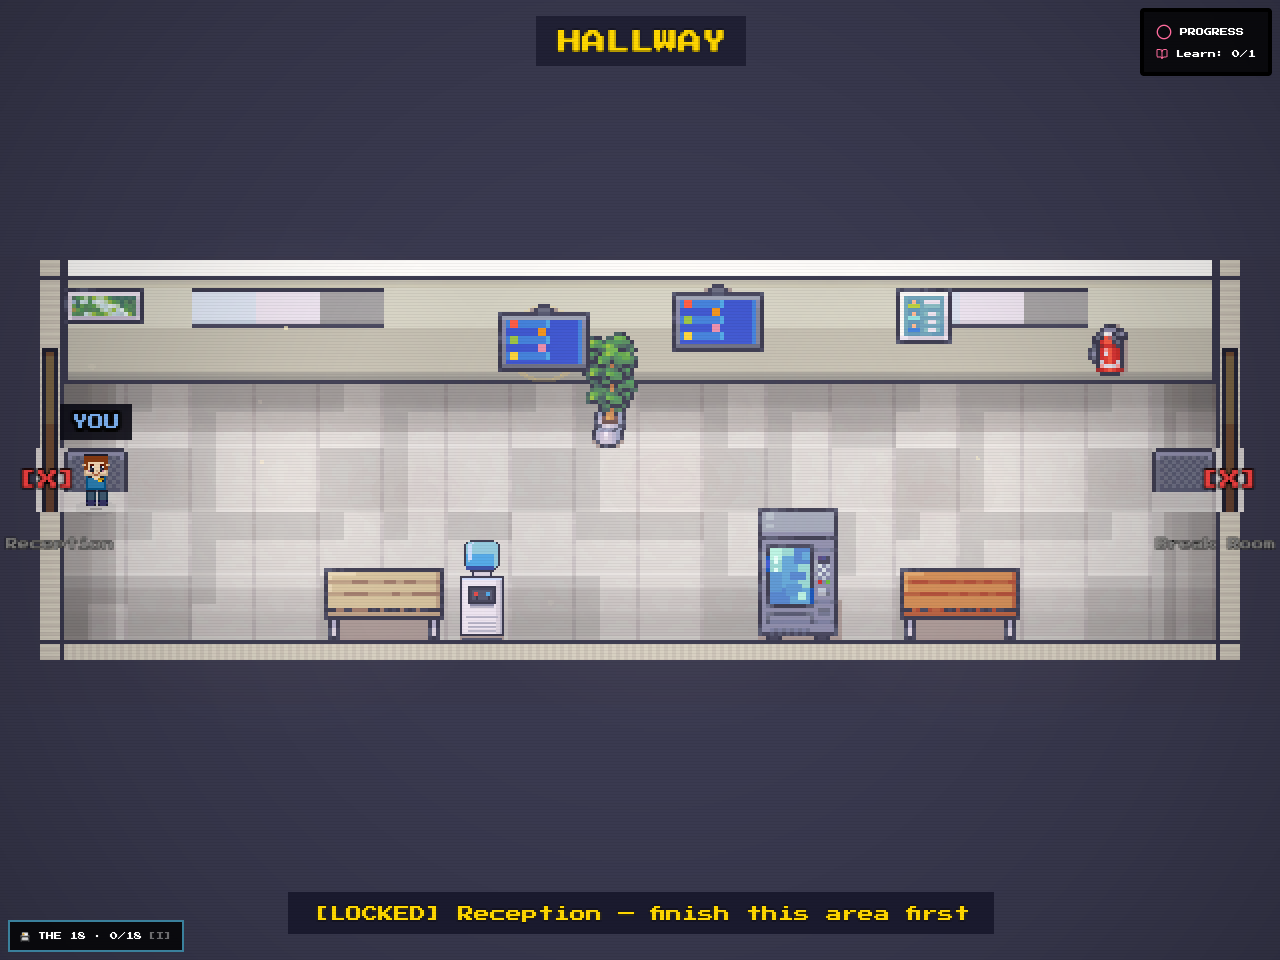 HALLWAY
PROGRESS
Learn: 0/1
YOU
[X]
[X]
Reception
Break Room
[LOCKED] Reception — finish this area first
THE 18 · 0/18 [I]